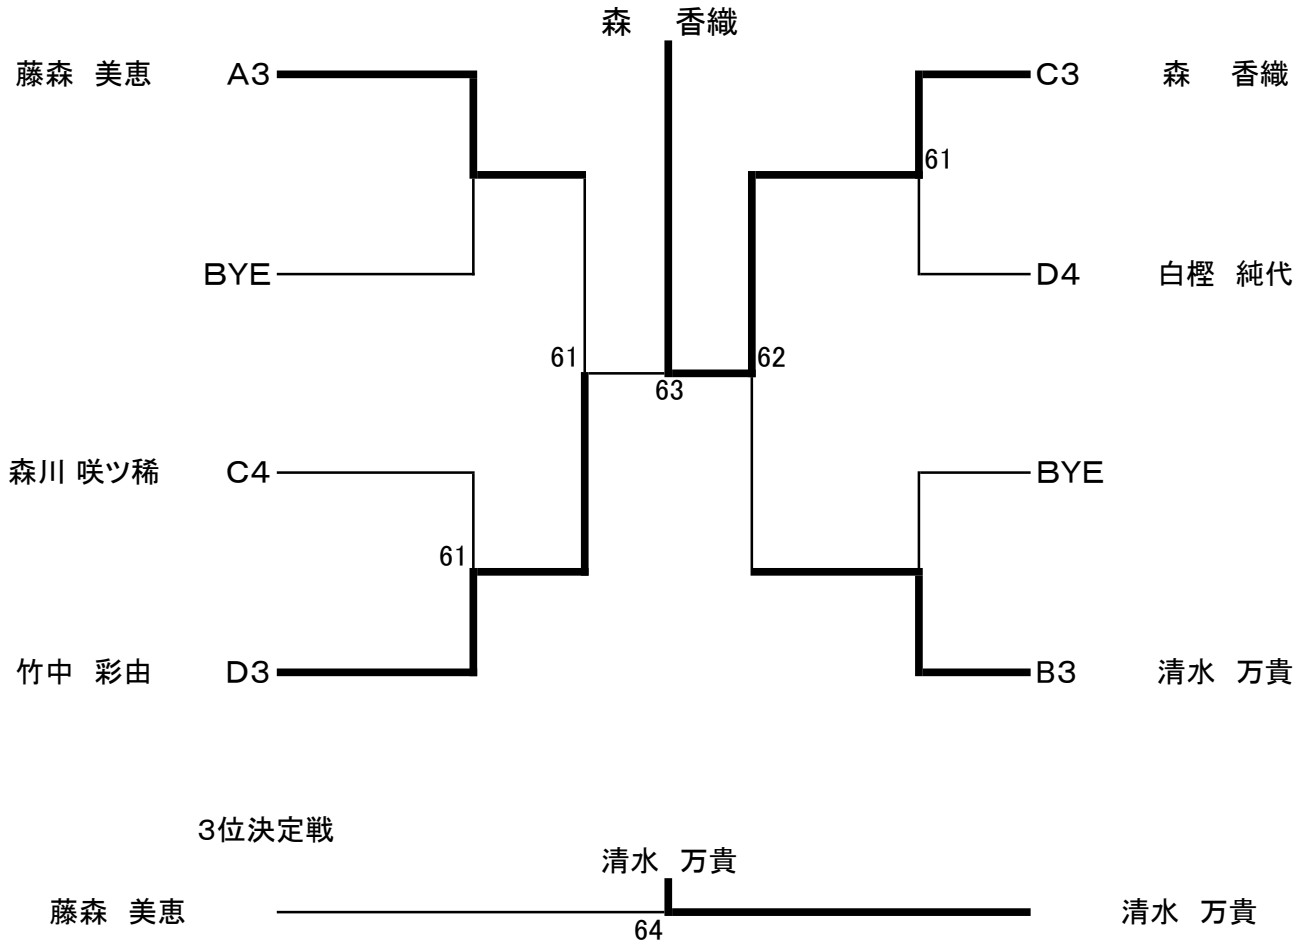 森 香織
藤森 美恵 A3
C3 森 香織
61
BYE
D4 白樫 純代
61
62
63
森川 咲ツ稀 C4
BYE
61
竹中 彩由 D3
B3 清水 万貴
3位決定戦
清水 万貴
藤森 美恵
清水 万貴
64